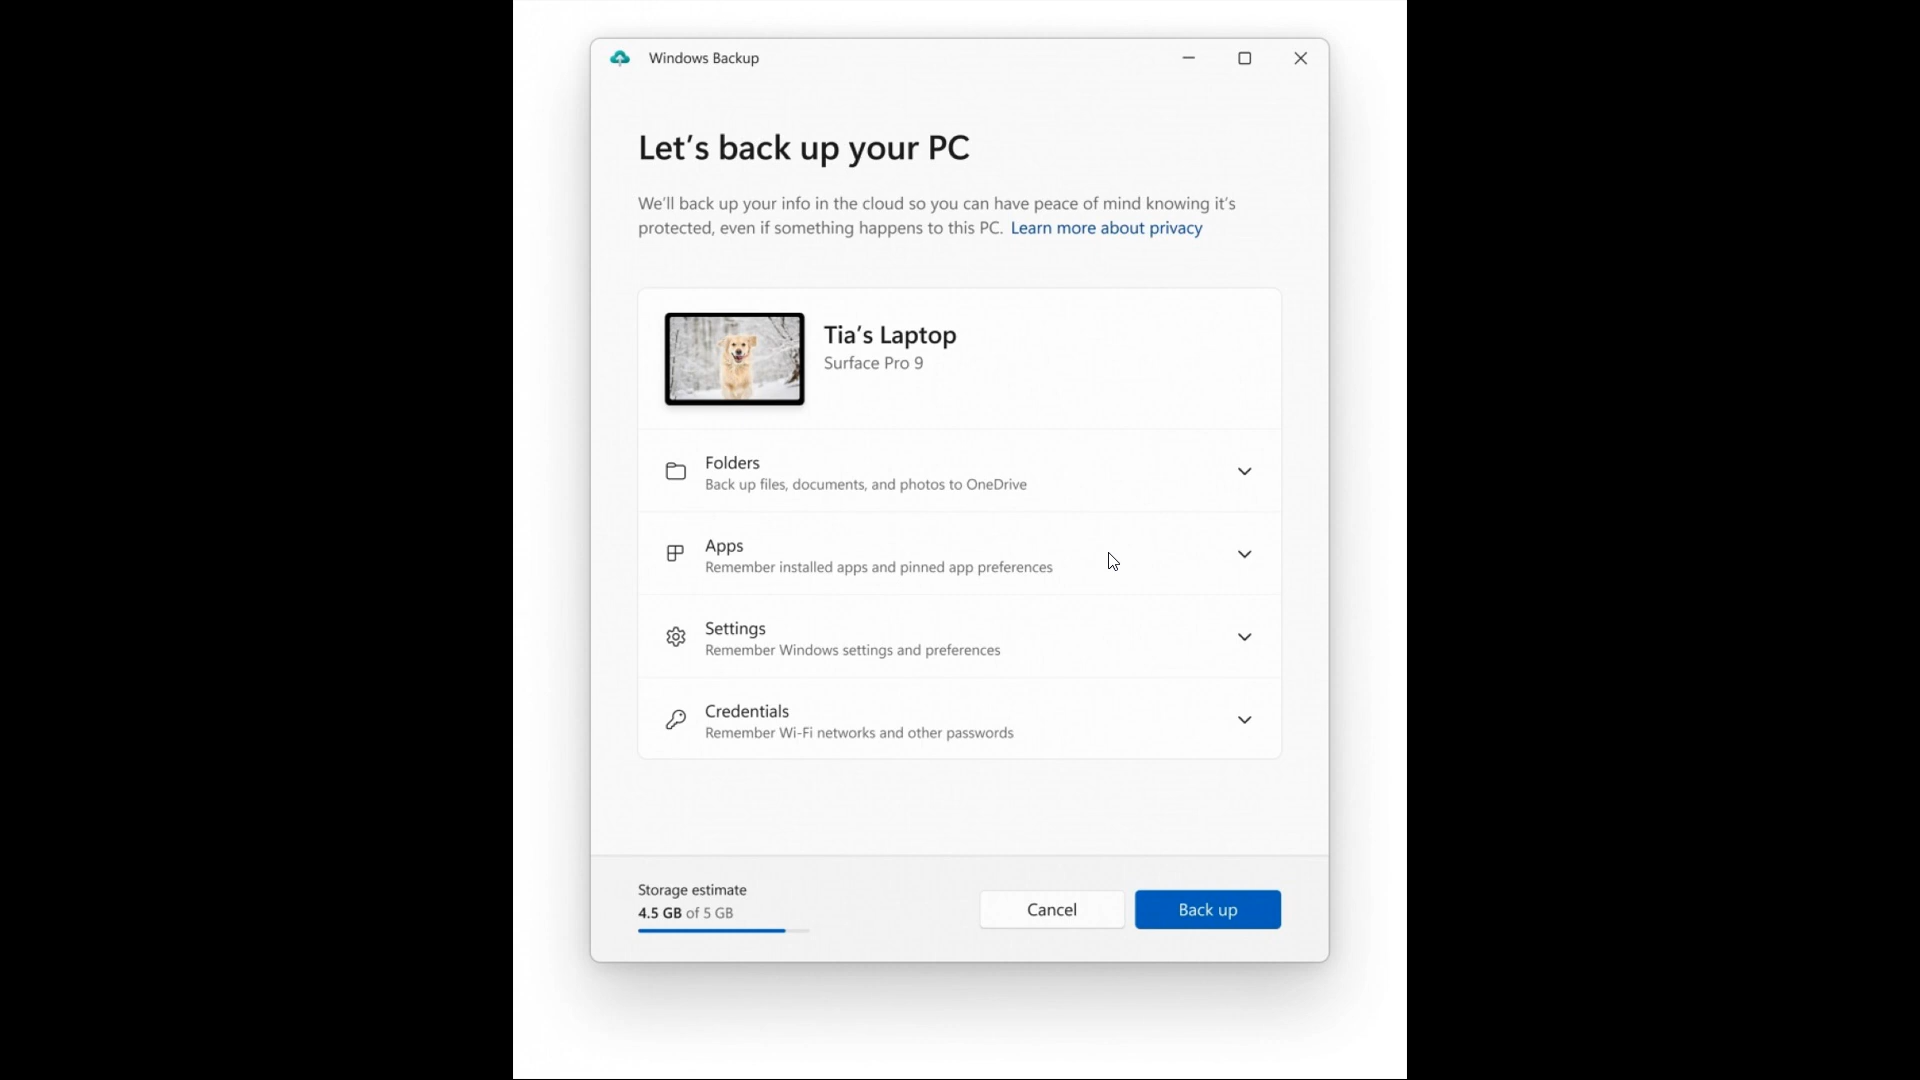 Windows Backup
Let’s back up your PC
We’ll back up your info in the cloud so you can have peace of mind knowing it’s
protected, even if something happens to this PC. Learn more about privacy
Tia’s Laptop
Surface Pro 9
Folders
Back up files, documents, and photos to OneDrive
Apps
Remember installed apps and pinned app preferences
Settings
Remember Windows settings and preferences
Credentials
Remember Wi-Fi networks and other passwords
Storage estimate
4.5 GB of 5 GB
Cancel
Back up